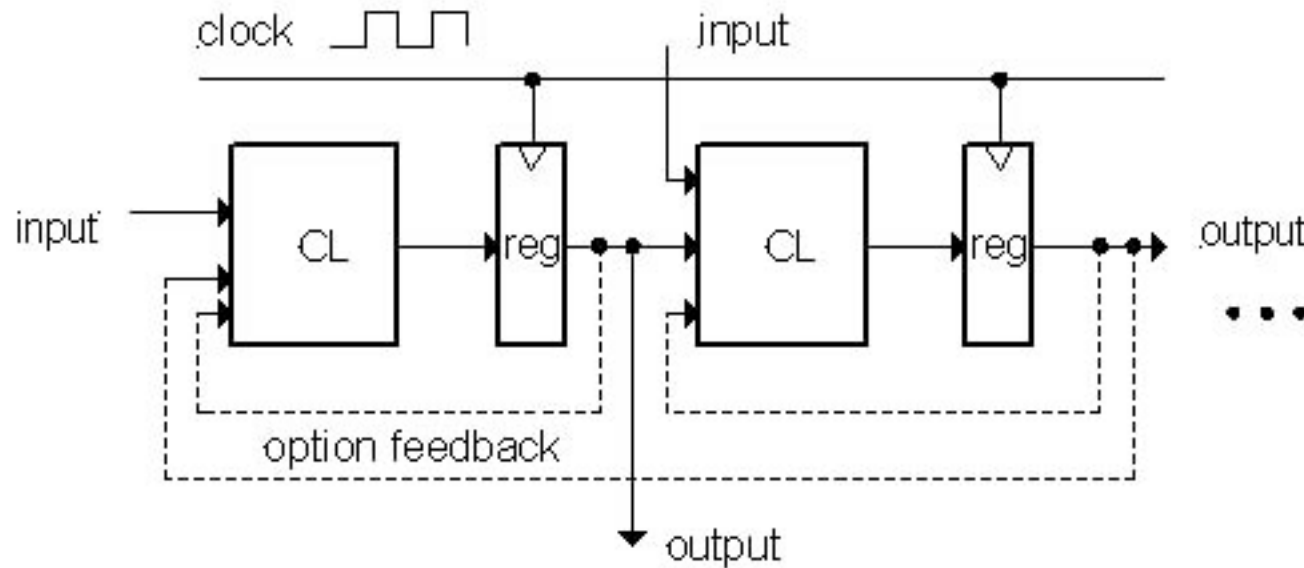 clock
input
input
CL
reg
CL
reg
output
option feedback
output